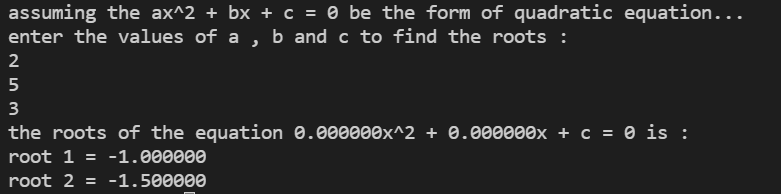 assuming the ax^2 + bx + c = 0 be the form of quadratic equation...
enter the values of a , b and c to find the roots :
2
5
3
the roots of the equation 0.000000x^2 + 0.000000x + c = 0 is :
root 1 = -1.000000
root 2 = -1.500000